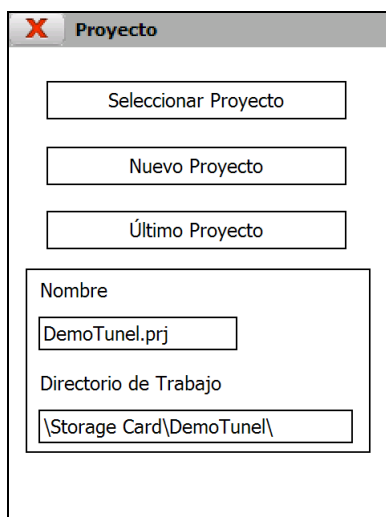 Proyecto
Seleccionar Proyecto
Nuevo Proyecto
Último Proyecto
Nombre
DemoTunel.prj
Directorio de Trabajo
\Storage Card\DemoTunel\